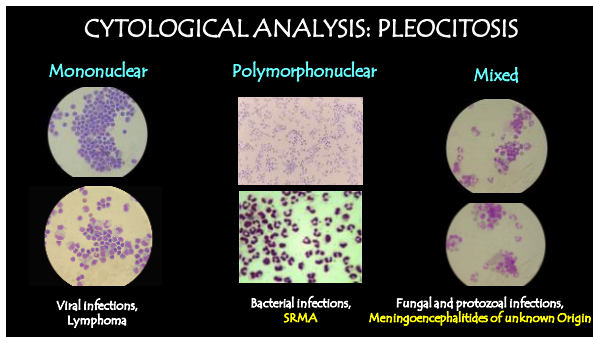 CYTOLOGICAL ANALYSIS: PLEOCITOSIS
Mononuclear
Polymorphonuclear
Mixed
Viral infections,
Lymphoma
Bacterial infections,
SRMA
Fungal and protozoal infections,
Meningoencephalitides of unknown Origin